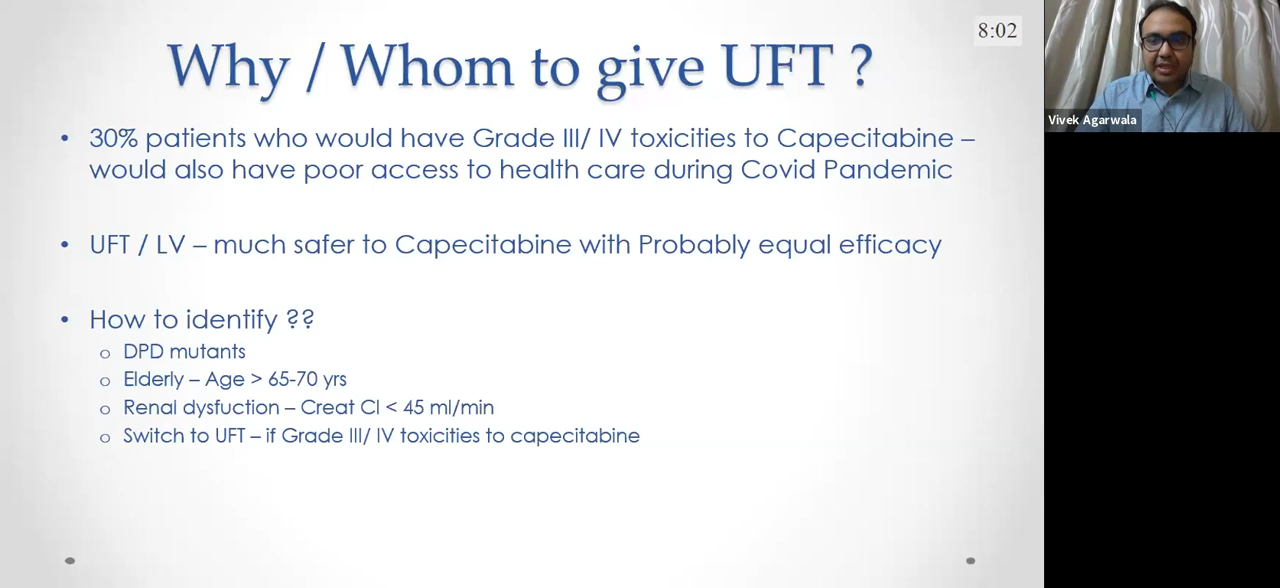 Why / Whom to give UFT ?
8:02
Vivek Agarwala
• 30% patients who would have Grade III/ IV toxicities to Capecitabine –
would also have poor access to health care during Covid Pandemic
• UFT / LV – much safer to Capecitabine with Probably equal efficacy
• How to identify ??
o DPD mutants
o Elderly – Age > 65-70 yrs
o Renal dysfuction – Creat Cl < 45 ml/min
o Switch to UFT – if Grade III/ IV toxicities to capecitabine